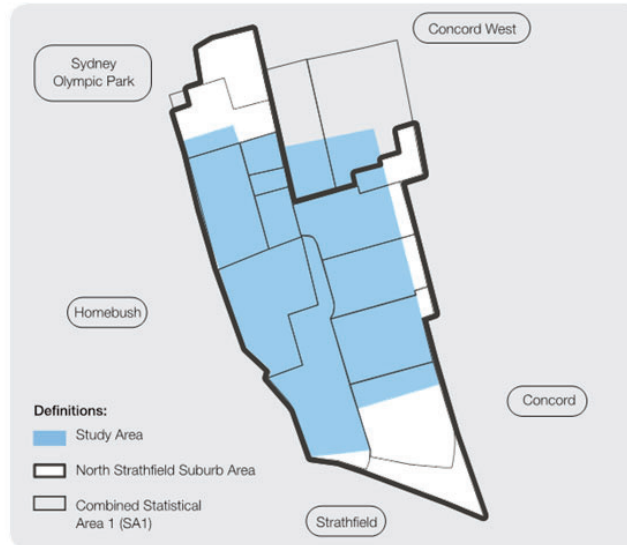 Concord West
Sydney
Olympic Park
Homebush
Concord
Strathfield
Definitions:
Study Area
North Strathfield Suburb Area
Combined Statistical
Area 1 (SA1)